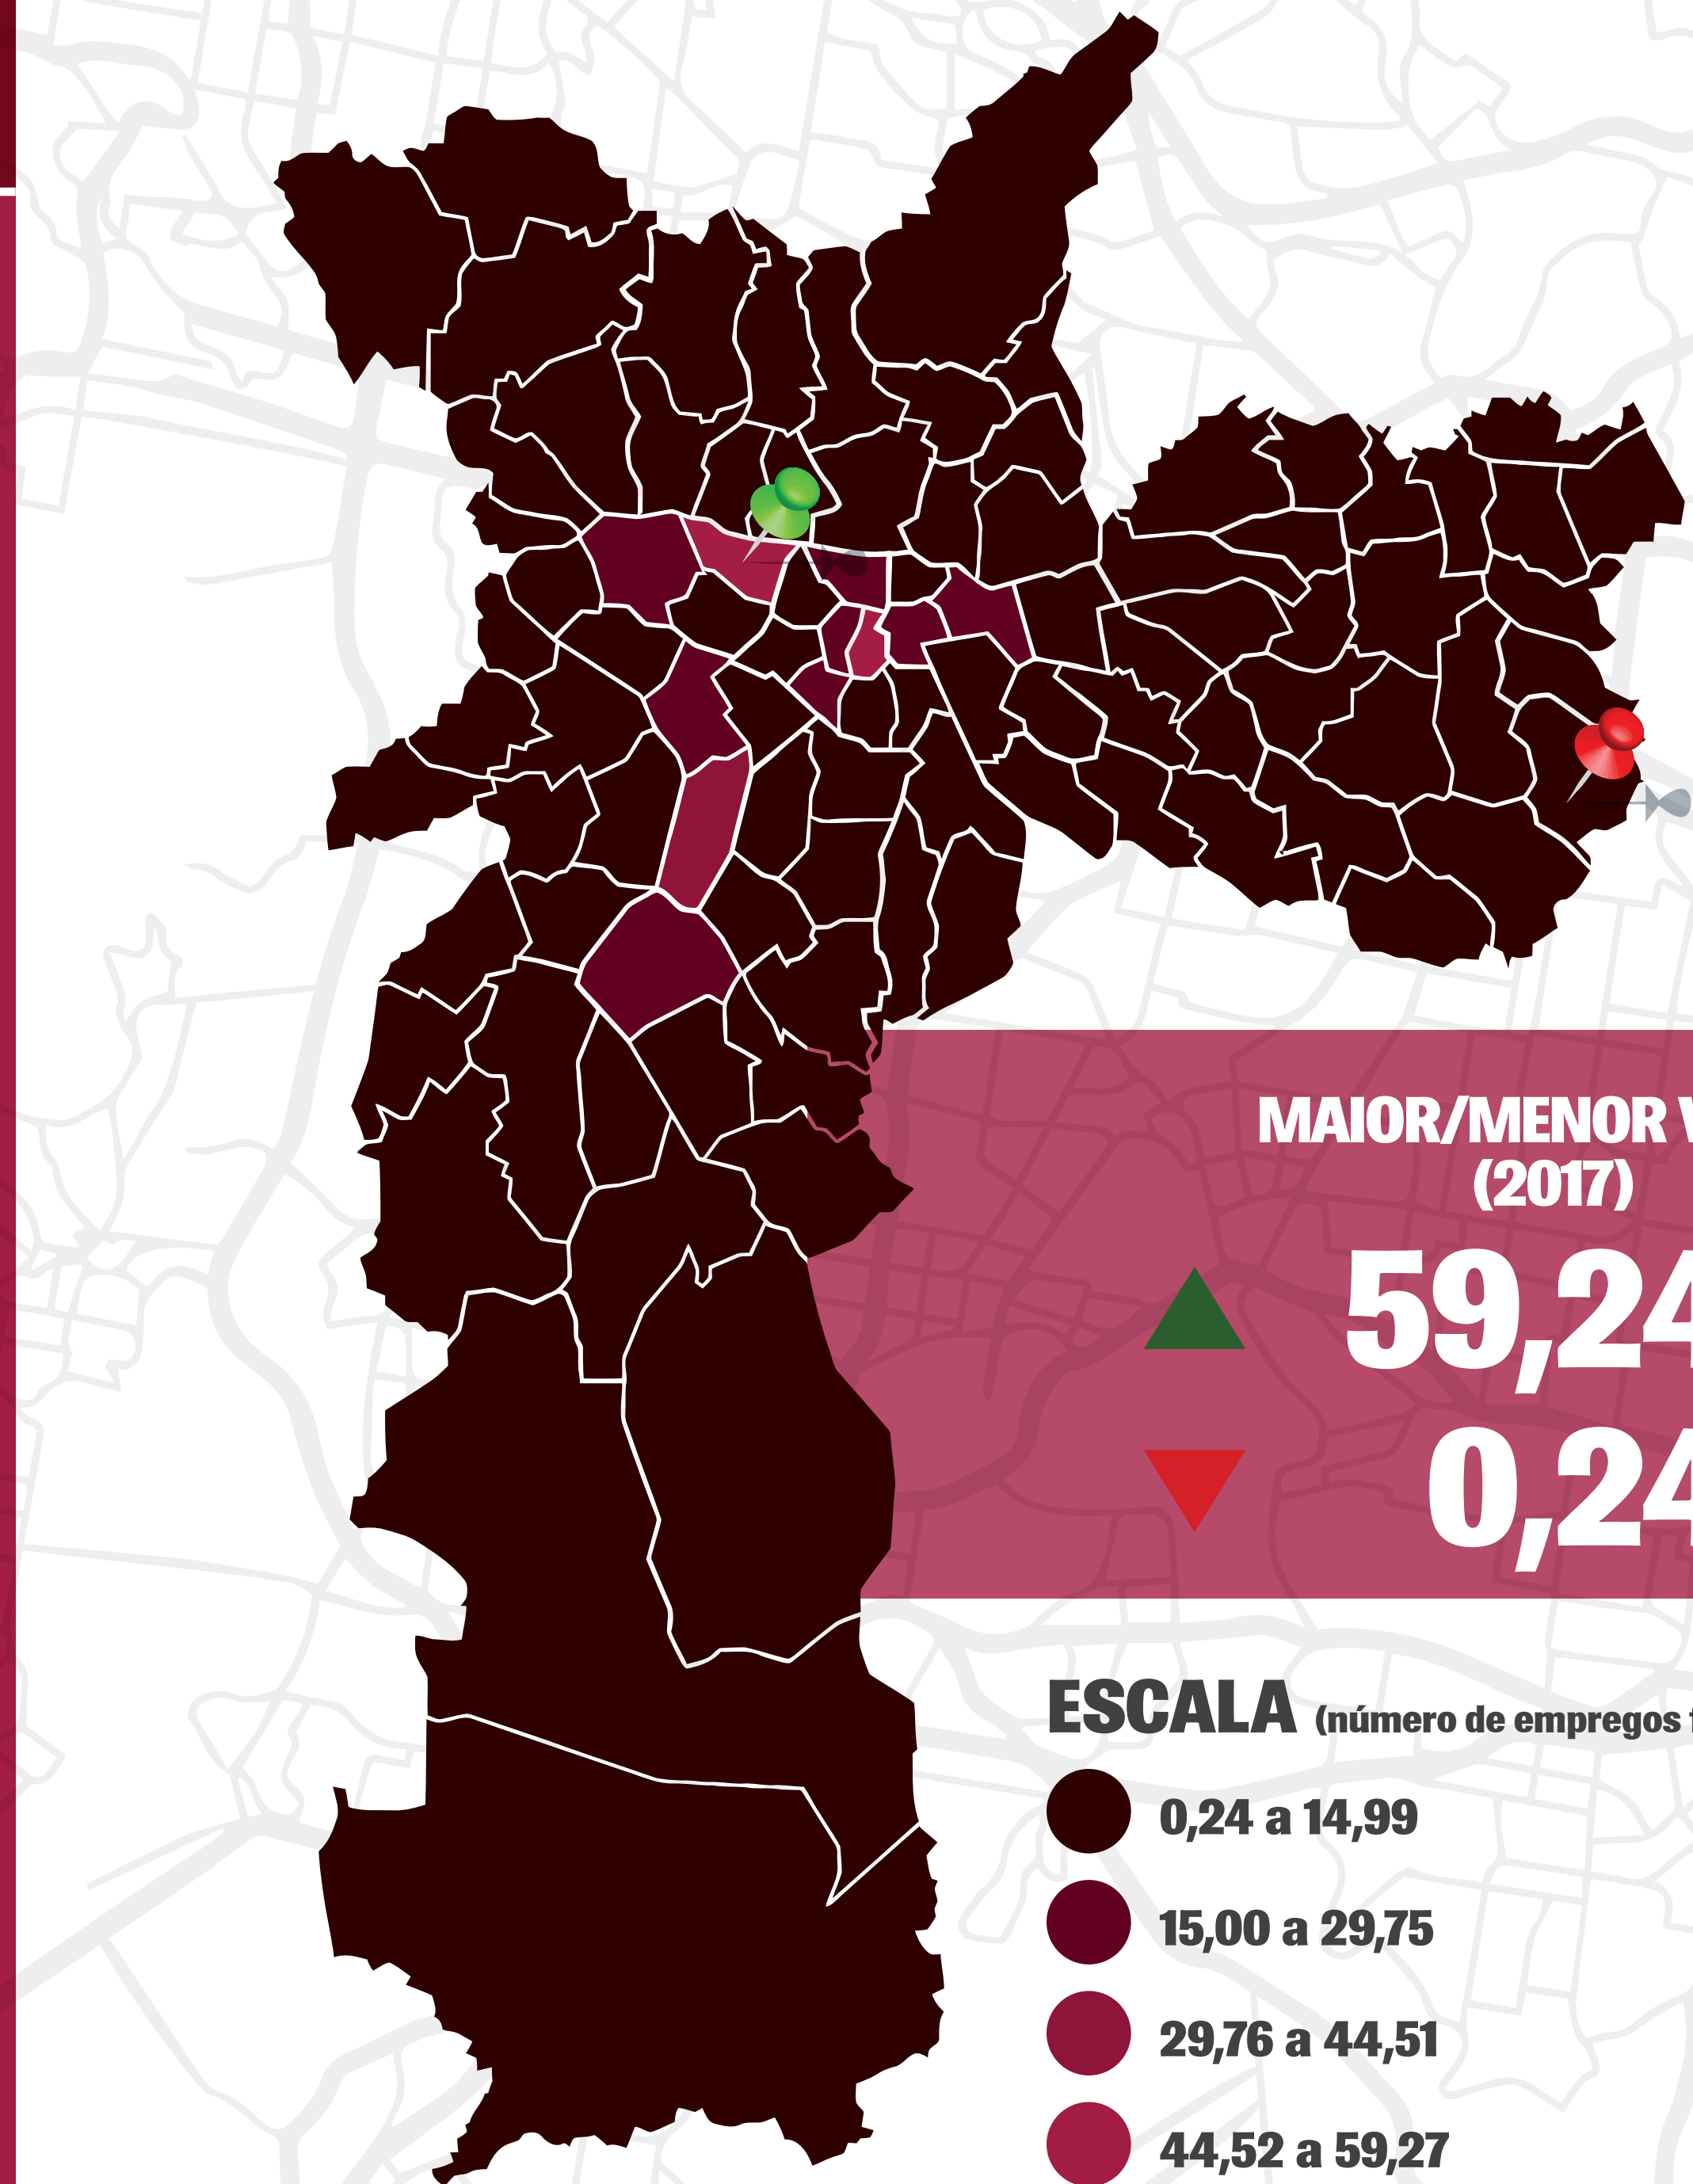 MAIOR/MENOR
(2017)
59,24
0,24
ESCALA (número de empregos
0,24 a 14,99
15,00 a 29,75
29,76 a 44,51
44,52 a 59,27